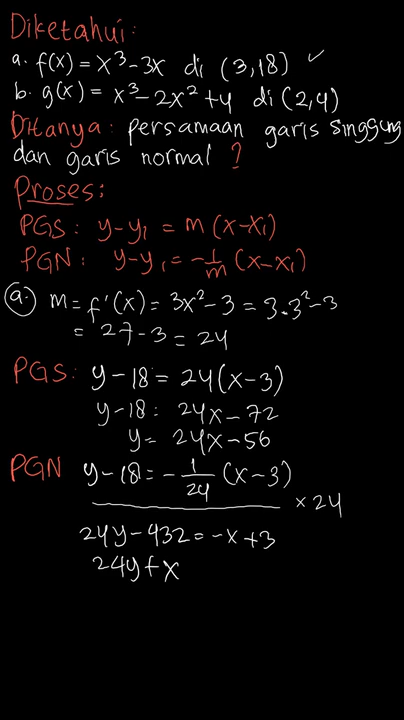 Diketahui:
a. f(x) = x³-3x di (3,18) ✓
b. g(x) = x³-2x²+4 di (2,4)
Ditanya: persamaan garis singgung
dan garis normal ?
Proses:
PGS: y-y₁ = m (x-x₁)
PGN: y-y₁ = -1/m (x-x₁)
a. m = f'(x) = 3x²-3 = 3.3²-3
= 27-3 = 24
PGS: y-18 = 24(x-3)
y-18 = 24x-72
y = 24x-56
PGN y-18 = -1/24 (x-3)
× 24
24y-432 = -x+3
24y+x